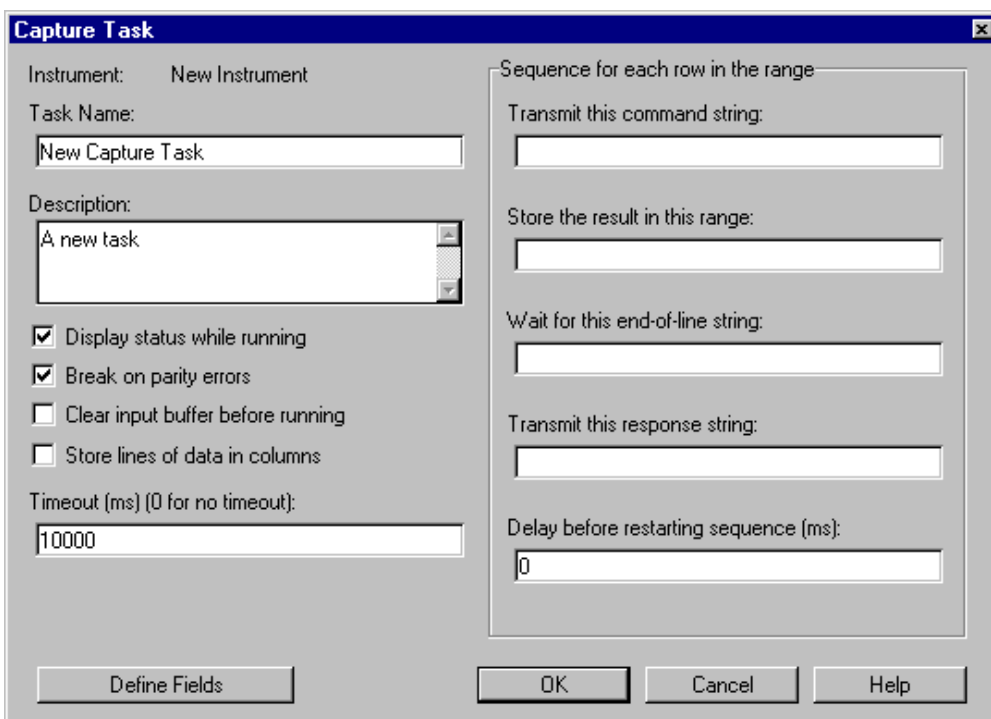 Capture Task
Instrument: New Instrument
Task Name:
New Capture Task
Description:
A new task
Display status while running
Break on parity errors
Clear input buffer before running
Store lines of data in columns
Timeout (ms) (0 for no timeout):
10000
Sequence for each row in the range
Transmit this command string:
Store the result in this range:
Wait for this end-of-line string:
Transmit this response string:
Delay before restarting sequence (ms):
0
Define Fields
OK
Cancel
Help